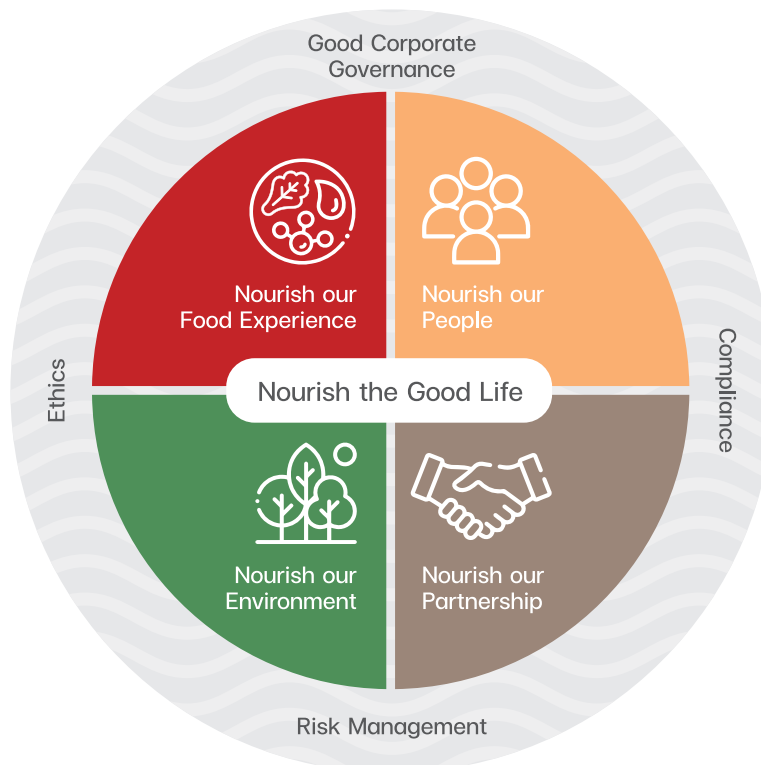 Good Corporate
Governance
Nourish our
Food Experience
Nourish our
People
Ethics
Nourish the Good Life
Compliance
Nourish our
Environment
Nourish our
Partnership
Risk Management